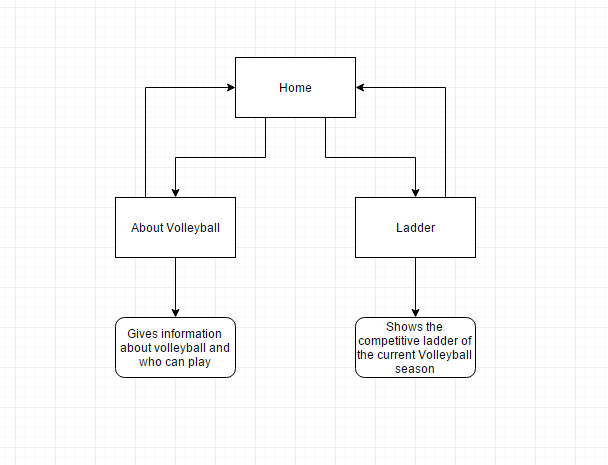 Home
About Volleyball
Ladder
Gives information
about volleyball and
who can play
Shows the
competitive ladder of
the current Volleyball
season